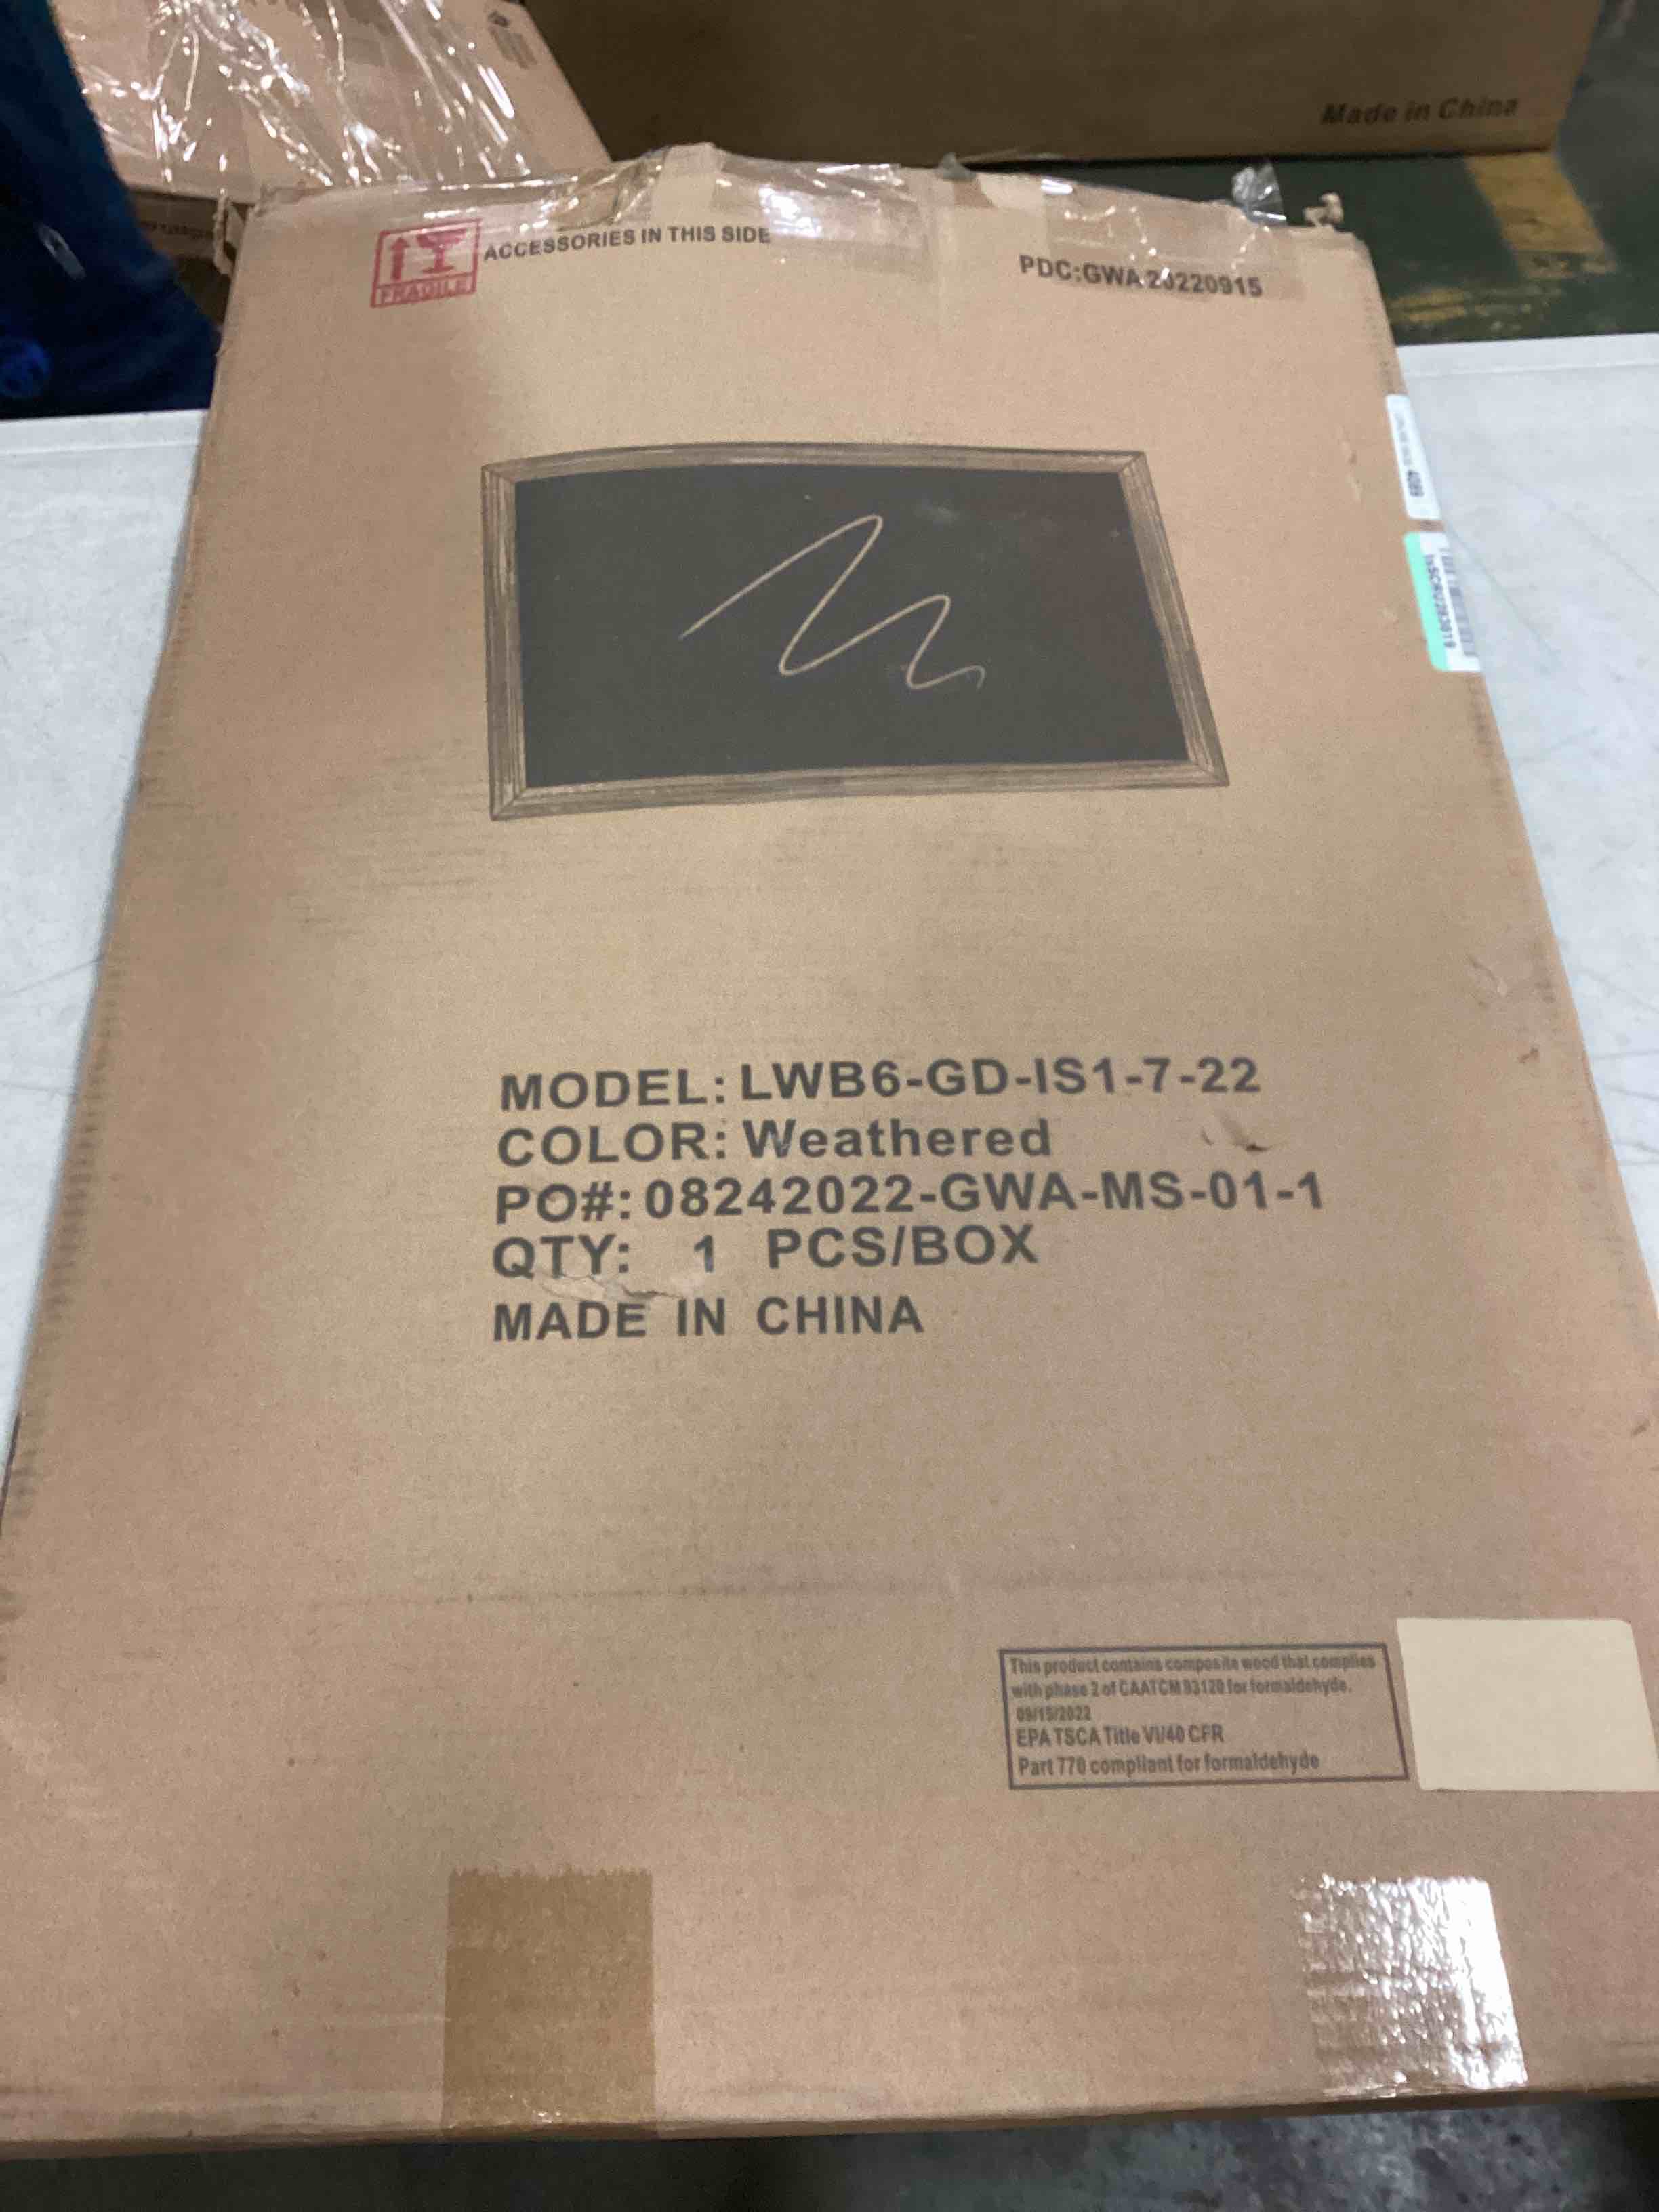 Made in China
FRAGILE
ACCESSORIES IN THIS SIDE
PDC:GWA 20220915
4089
MODEL: LWB6-GD-IS1-7-22
COLOR: Weathered
PO#: 08242022-GWA-MS-01-1
QTY: 1 PCS/BOX
MADE IN CHINA
This product contains composite wood that complies
with phase 2 of CAATCM 93120 for formaldehyde.
09/15/2022
EPA TSCA Title VI/40 CFR
Part 770 compliant for formaldehyde